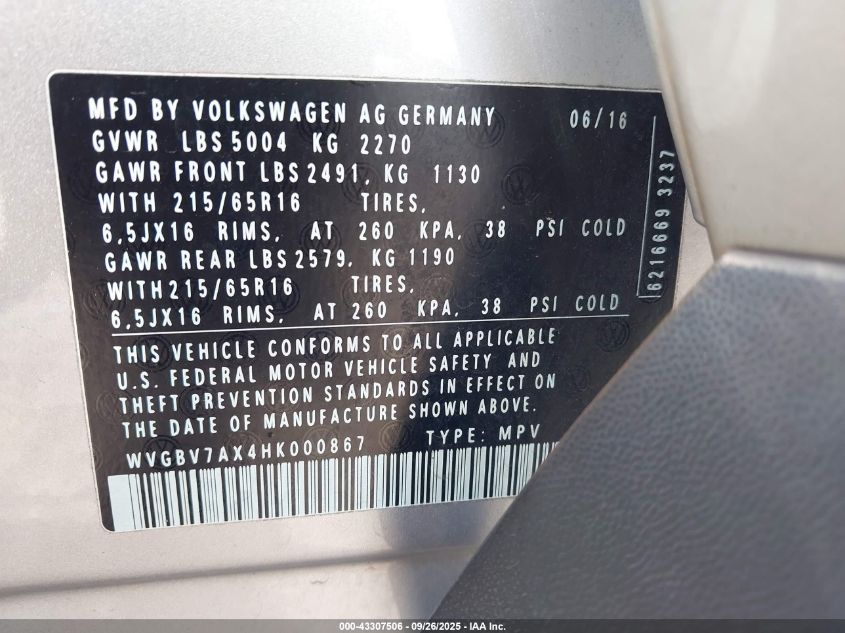 MFD BY VOLKSWAGEN AG GERMANY 06/16
GVWR LBS 5004 KG 2270
GAWR FRONT LBS 2491, KG 1130
WITH 215/65R16 TIRES,
6,5JX16 RIMS, AT 260 KPA, 38 PSI COLD
GAWR REAR LBS 2579, KG 1190
WITH 215/65R16 TIRES,
6,5JX16 RIMS, AT 260 KPA, 38 PSI COLD
THIS VEHICLE CONFORMS TO ALL APPLICABLE
U.S. FEDERAL MOTOR VEHICLE SAFETY AND
THEFT PREVENTION STANDARDS IN EFFECT ON
THE DATE OF MANUFACTURE SHOWN ABOVE.
WVGBV7AX4HK000867 TYPE: MPV
6216669 3237
000-43307506 - 09/26/2025 - IAA Inc.